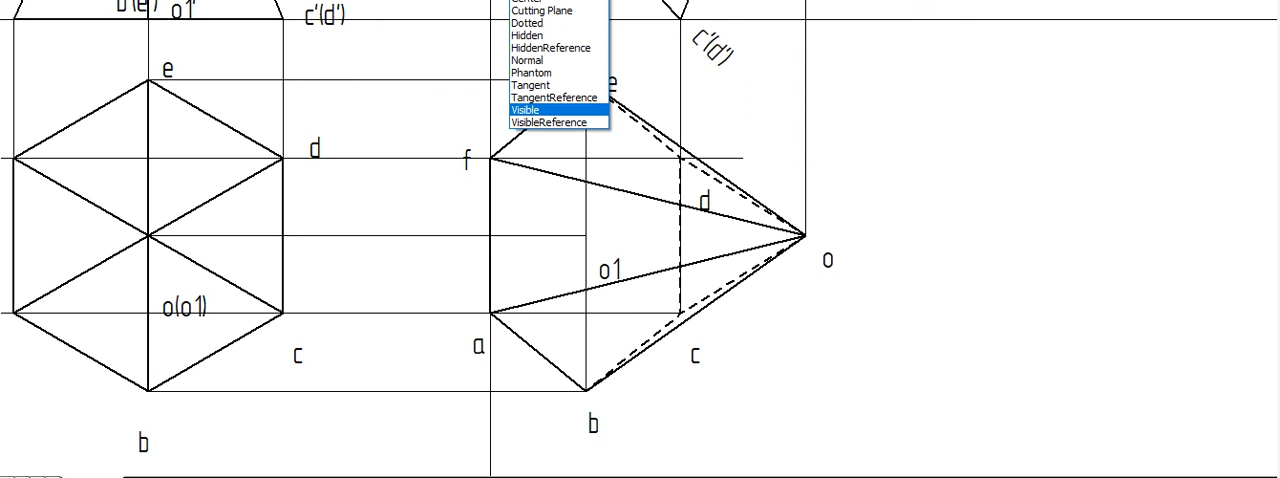 o1'
c'(d')
Cutting Plane
Dotted
Hidden
HiddenReference
Normal
Phantom
Tangent
TangentReference
Visible
VisibleReference
c'(d')
e
e
d
f
d
o1
o
o(o1)
a
c
c
b
b